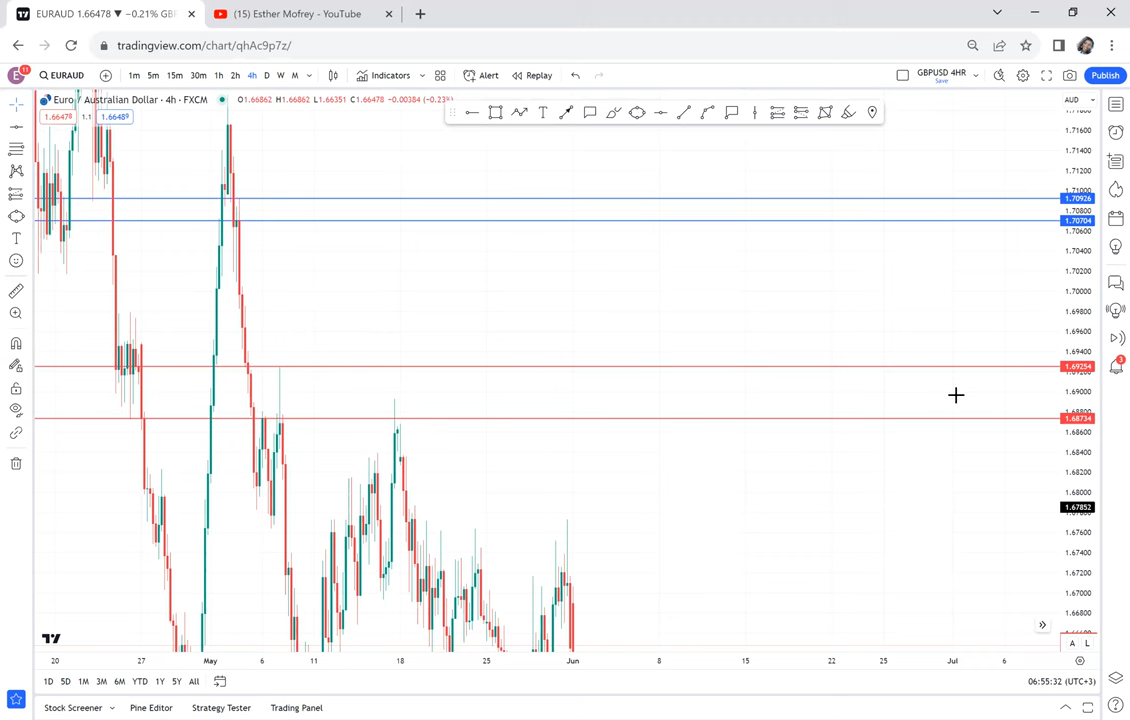 EURAUD 1.66478 ▼ −0.21% GBP
(15) Esther Mofrey - YouTube
tradingview.com/chart/qhAc9p7z/
E
11
EURAUD
1m 5m 15m 30m 1h 2h 4h D W M
Indicators
Alert
Replay
GBPUSD 4HR
Save
Publish
Euro / Australian Dollar · 4h · FXCM
O1.66862 H1.66862 L1.66351 C1.66478 −0.00384 (−0.23%)
1.66478
1.1
1.66489
AUD
1.71600
1.71400
1.71200
1.71000
1.70926
1.70800
1.70704
1.70600
1.70400
1.70200
1.70000
1.69800
1.69600
1.69400
1.69254
1.69000
1.68734
1.68600
1.68400
1.68200
1.68000
1.67852
1.67600
1.67400
1.67200
1.67000
1.66800
3
A L
20 27 May 6 11 18 25 Jun 8 15 22 25 Jul 6
1D 5D 1M 3M 6M YTD 1Y 5Y All
06:55:32 (UTC+3)
Stock Screener Pine Editor Strategy Tester Trading Panel